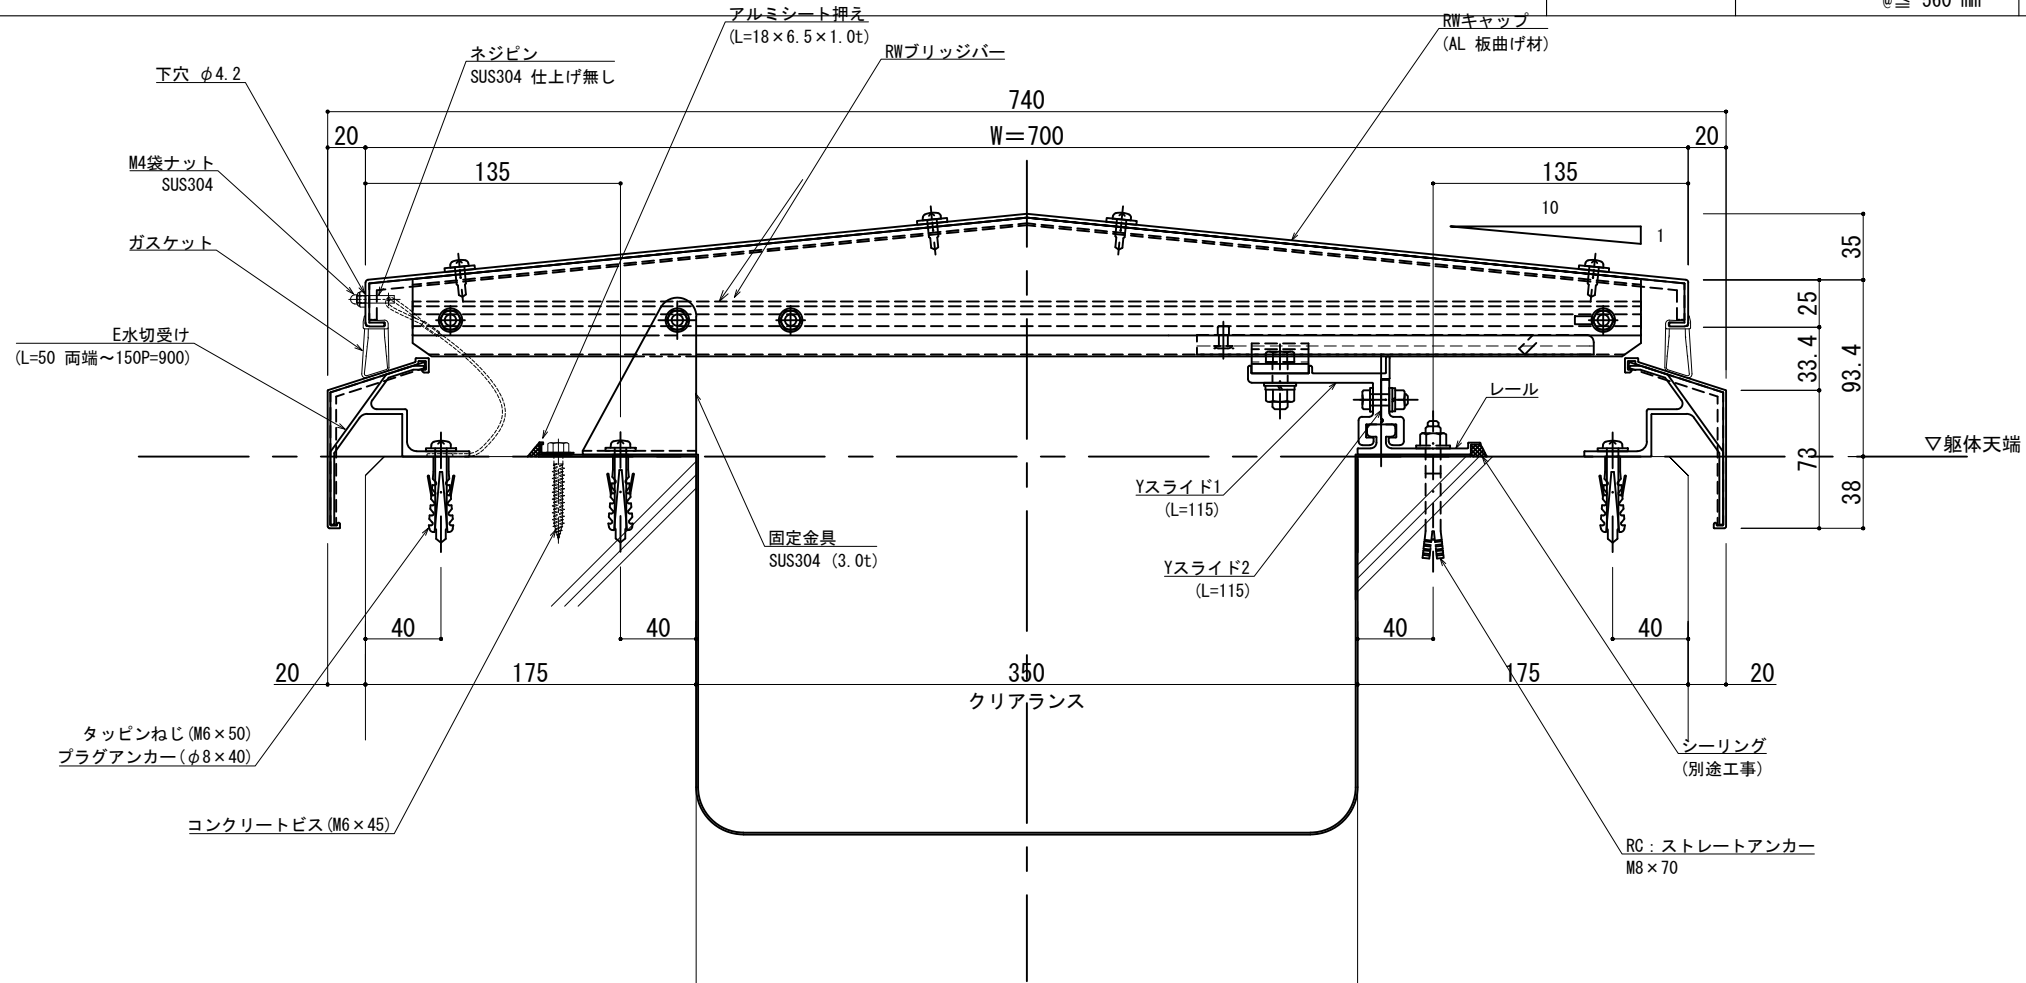 @≦ 560 mm
アルミシート押え
(L=18×6.5×1.0t)
RWキャップ
(AL 板曲げ材)
ネジピン
SUS304 仕上げ無し
RWブリッジバー
下穴 φ4.2
740
20
W=700
20
M4袋ナット
SUS304
135
135
10
1
35
ガスケット
25
E水切受け
(L=50 両端～150P=900)
33.4
93.4
レール
▽躯体天端
73
38
Yスライド1
(L=115)
固定金具
SUS304 (3.0t)
Yスライド2
(L=115)
40
40
40
40
20
175
350
175
20
クリアランス
タッピンねじ(M6×50)
プラグアンカー(φ8×40)
シーリング
(別途工事)
コンクリートビス(M6×45)
RC：ストレートアンカー
M8×70